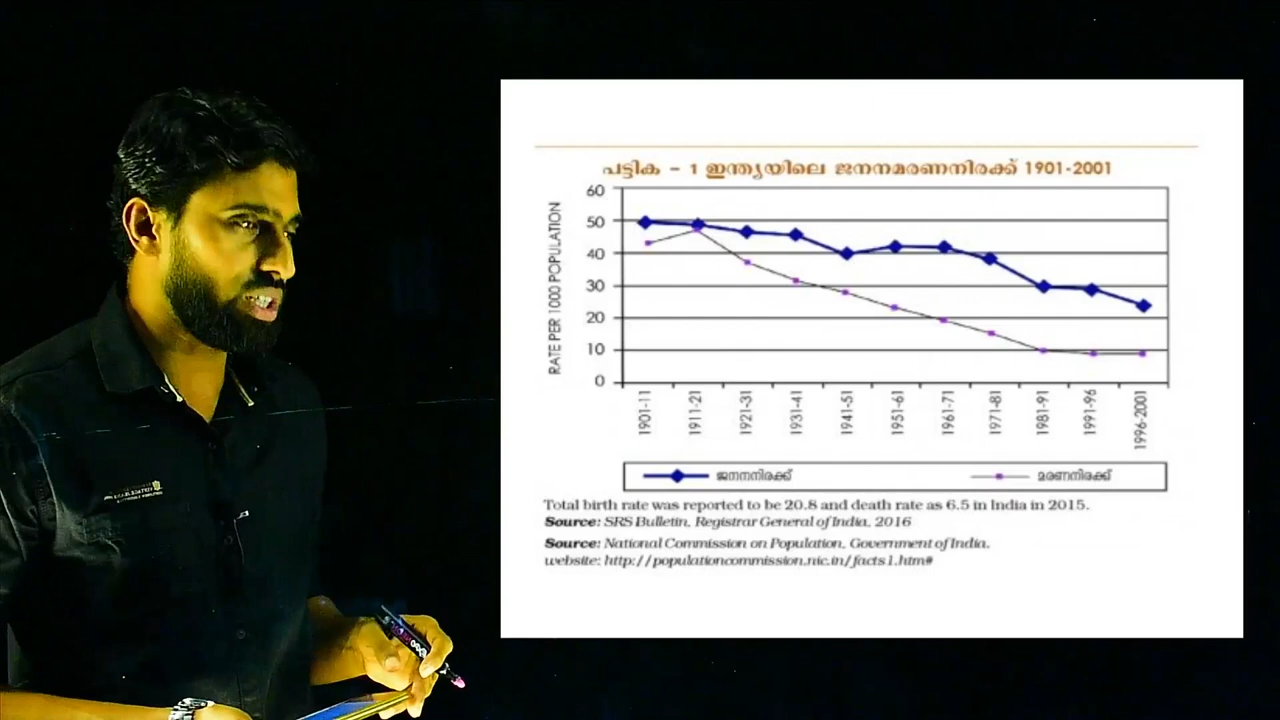 പട്ടിക – 1 ഇന്ത്യയിലെ ജനനമരണനിരക്ക് 1901-2001
RATE PER 1000 POPULATION
60
50
40
30
20
10
0
1901-11
1911-21
1921-31
1931-41
1941-51
1951-61
1961-71
1971-81
1981-91
1991-96
1996-2001
ജനനനിരക്ക് മരണനിരക്ക്
Total birth rate was reported to be 20.8 and death rate as 6.5 in India in 2015.
Source: SRS Bulletin, Registrar General of India, 2016
Source: National Commission on Population, Government of India.
website: http://populationcommission.nic.in/facts1.htm#